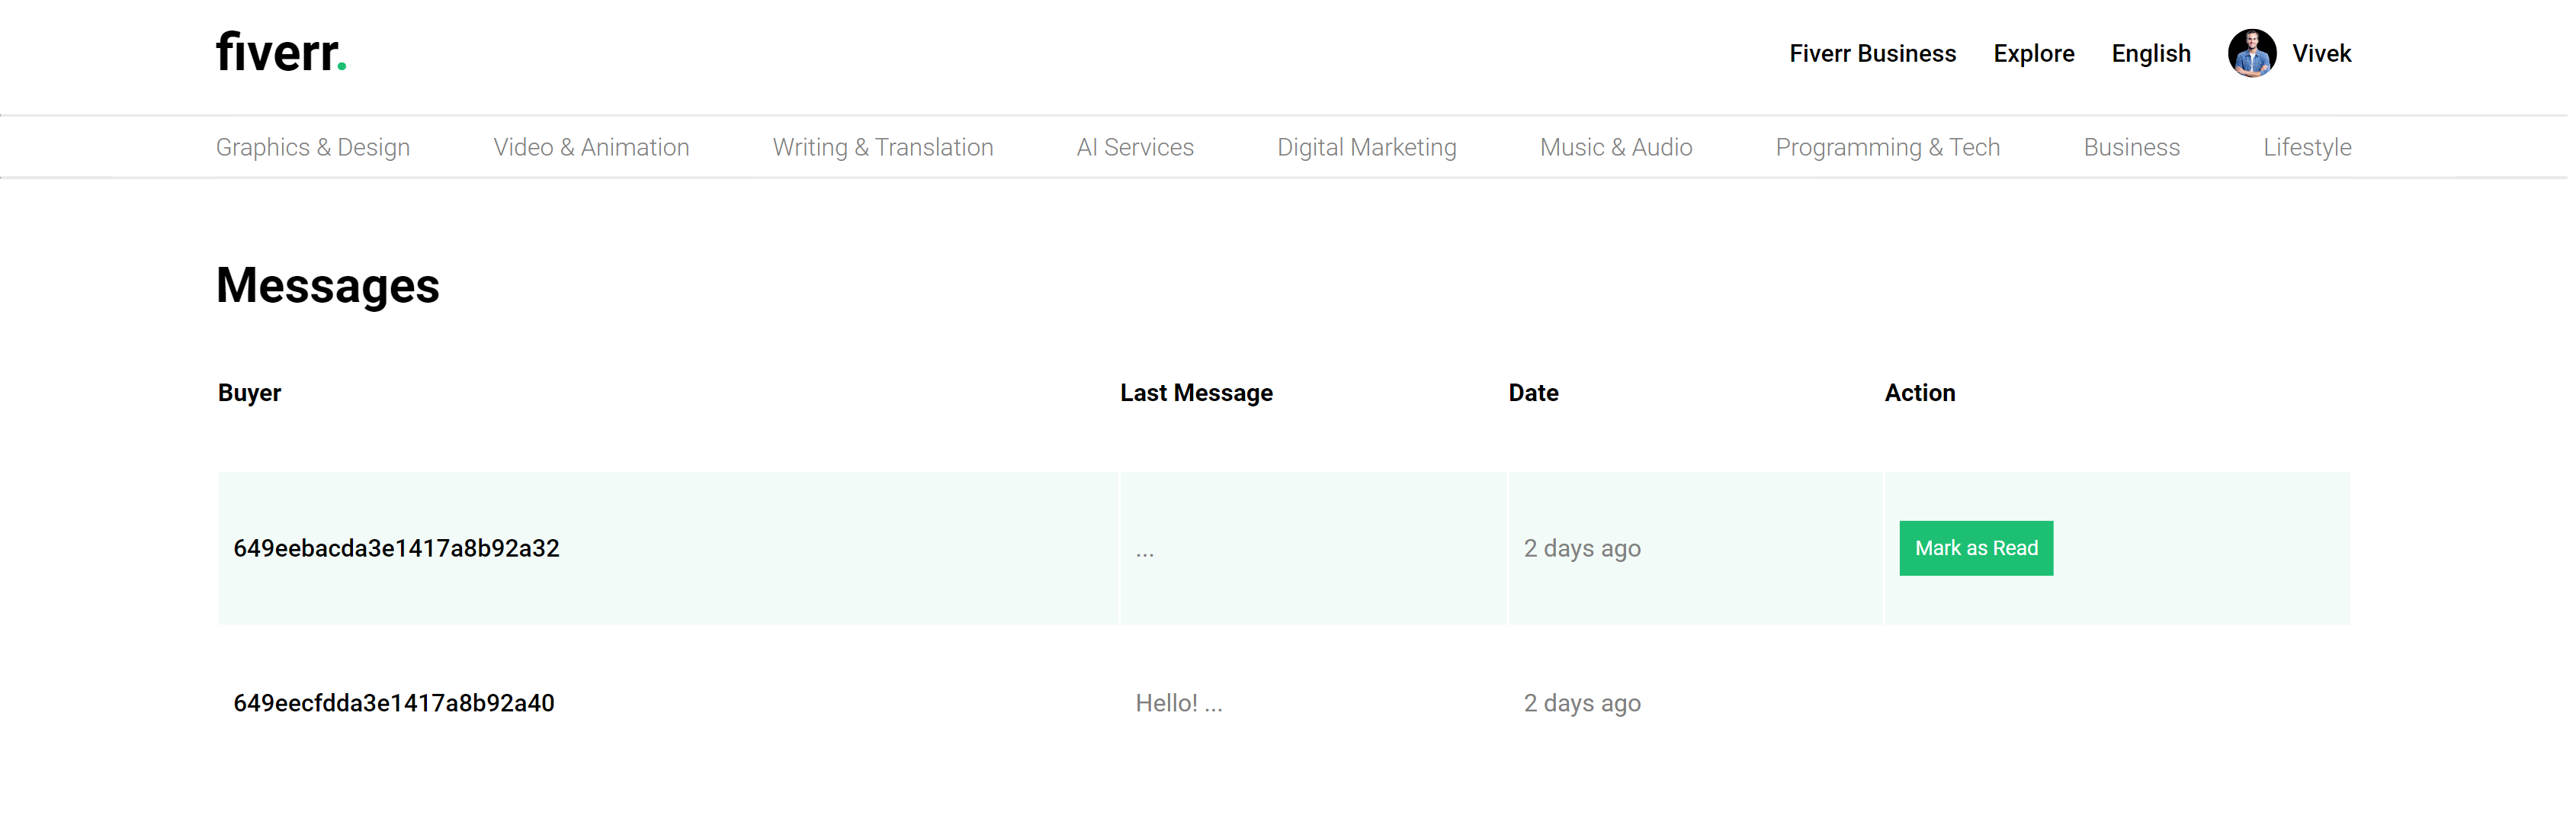 fiverr.
Fiverr Business Explore English Vivek
Graphics & Design Video & Animation Writing & Translation AI Services Digital Marketing Music & Audio Programming & Tech Business Lifestyle
Messages
Buyer Last Message Date Action
649eebacda3e1417a8b92a32 ... 2 days ago Mark as Read
649eecfdda3e1417a8b92a40 Hello! ... 2 days ago